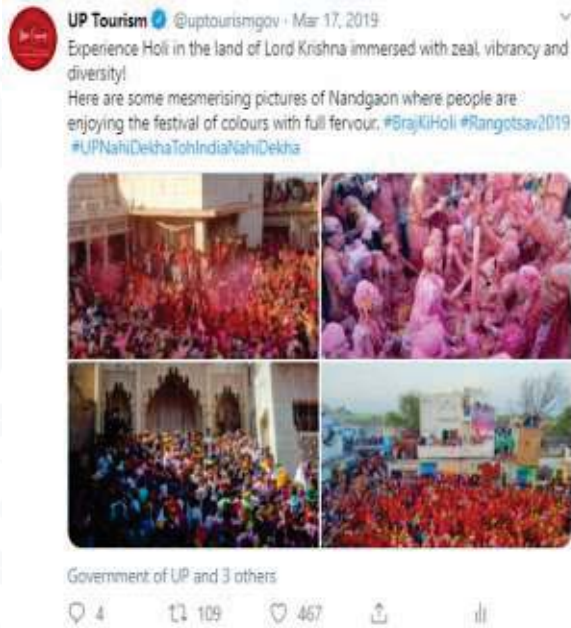 UP Tourism @uptourismgov · Mar 17, 2019
Experience Holi in the land of Lord Krishna immersed with zeal, vibrancy and
diversity!
Here are some mesmerising pictures of Nandgaon where people are
enjoying the festival of colours with full fervour. #BrajKiHoli #Rangotsav2019
#UPNahiDekhaTohIndiaNahiDekha
Government of UP and 3 others
4 109 467